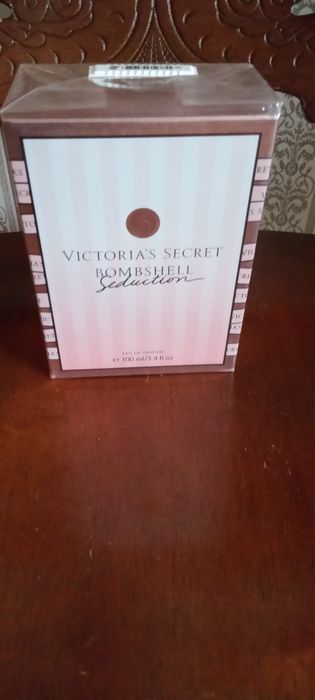 VICTORIA'S SECRET
BOMBSHELL
Seduction
EAU DE PARFUM
℮ 100 ml/3.4 fl oz